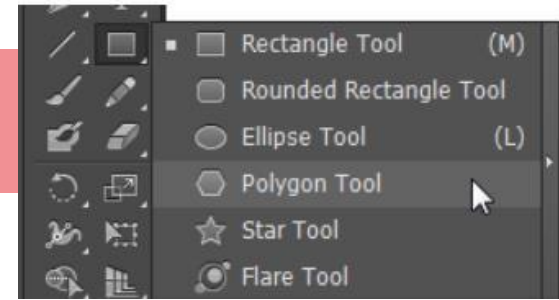 Rectangle Tool (M)
Rounded Rectangle Tool
Ellipse Tool (L)
Polygon Tool
Star Tool
Flare Tool